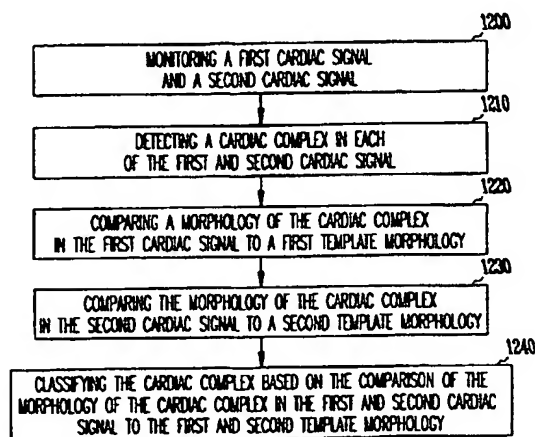 1200
MONITORING A FIRST CARDIAC SIGNAL
AND A SECOND CARDIAC SIGNAL
1210
DETECTING A CARDIAC COMPLEX IN EACH
OF THE FIRST AND SECOND CARDIAC SIGNAL
1220
COMPARING A MORPHOLOGY OF THE CARDIAC COMPLEX
IN THE FIRST CARDIAC SIGNAL TO A FIRST TEMPLATE MORPHOLOGY
1230
COMPARING THE MORPHOLOGY OF THE CARDIAC COMPLEX
IN THE SECOND CARDIAC SIGNAL TO A SECOND TEMPLATE MORPHOLOGY
1240
CLASSIFYING THE CARDIAC COMPLEX BASED ON THE COMPARISON OF THE
MORPHOLOGY OF THE CARDIAC COMPLEX IN THE FIRST AND SECOND CARDIAC
SIGNAL TO THE FIRST AND SECOND TEMPLATE MORPHOLOGY